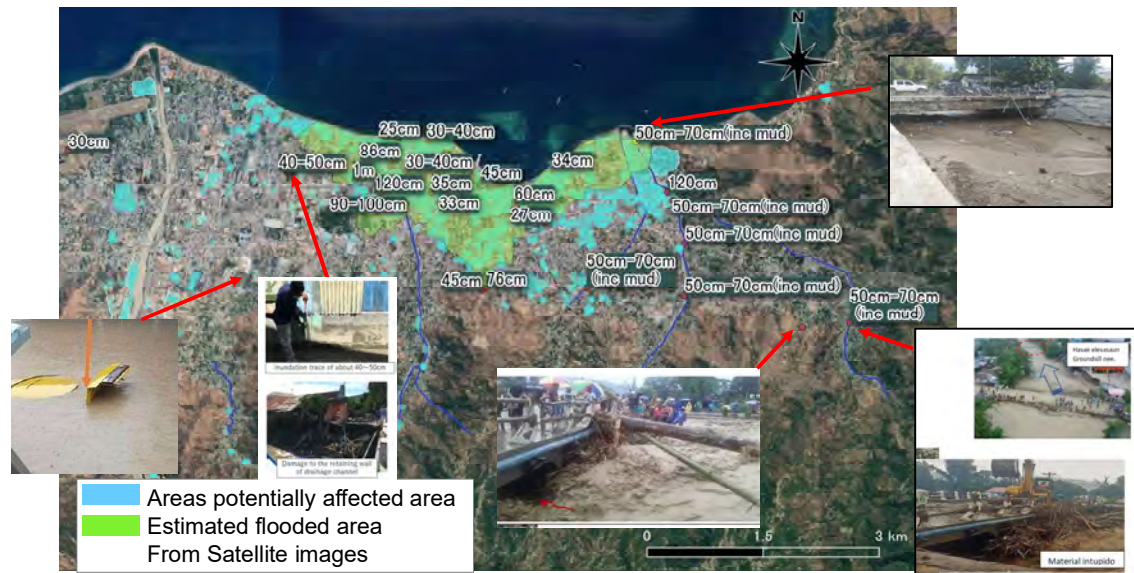 N
30cm
25cm
30-40cm
50cm-70cm(inc mud)
40-50cm
86cm
30-40cm
34cm
1m
45cm
120cm
35cm
60cm
120cm
90-100cm
33cm
27cm
50cm-70cm(inc mud)
50cm-70cm(inc mud)
50cm-70cm
(inc mud)
45cm
76cm
50cm-70cm(inc mud)
50cm-70cm
(inc mud)
Inundation trace of about 40~50cm
Damage to the retaining wall
of drainage channel
Groundsill nee.
Material intupido
Areas potentially affected area
Estimated flooded area
From Satellite images
0
1.5
3 km